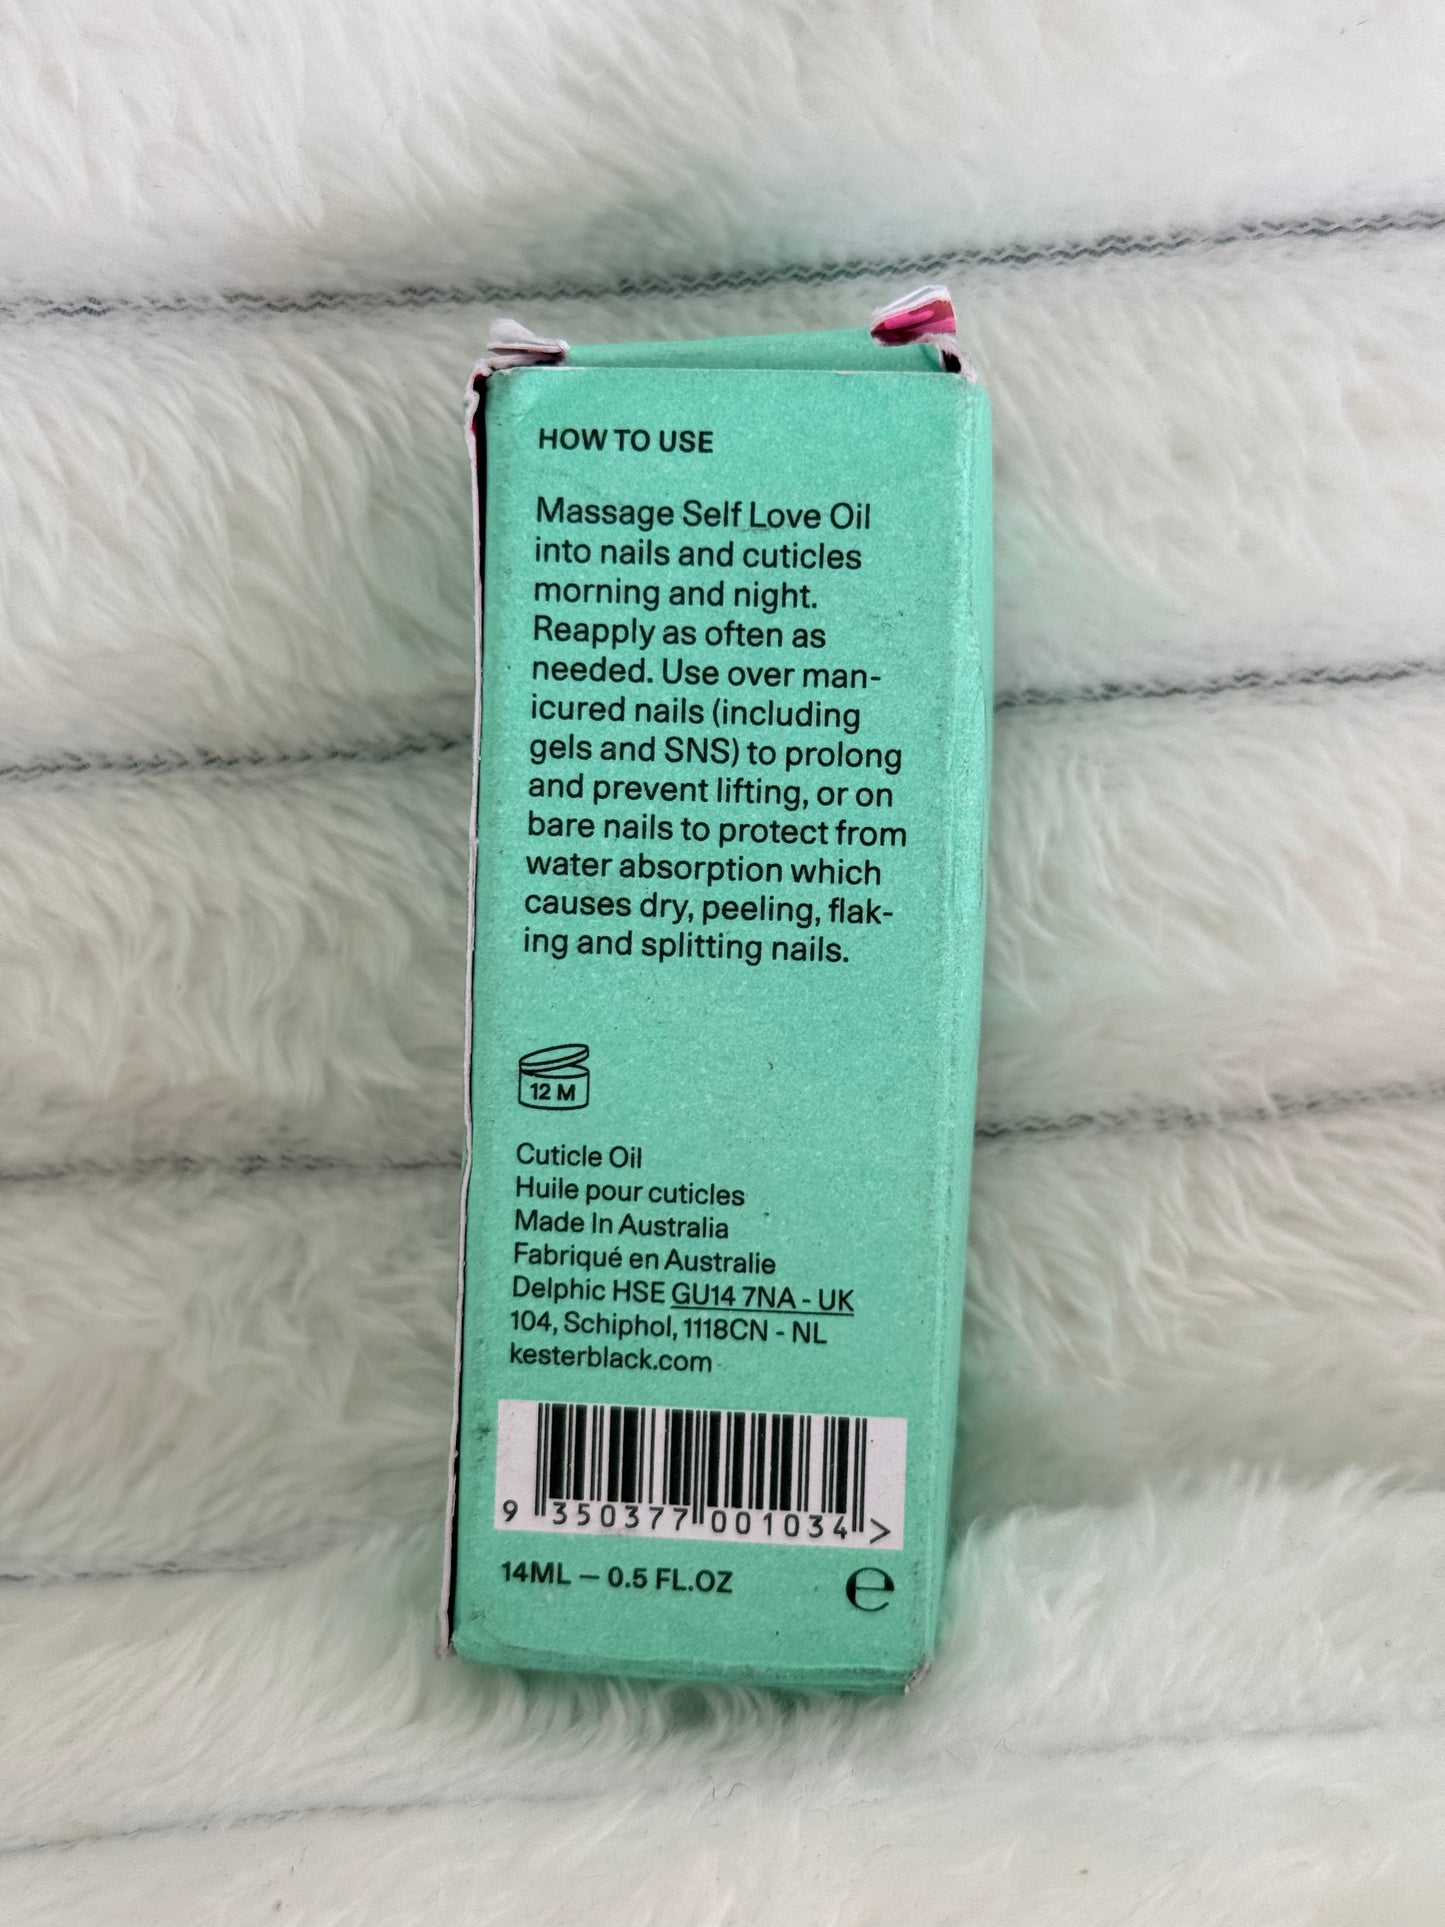 HOW TO USE
Massage Self Love Oil
into nails and cuticles
morning and night.
Reapply as often as
needed. Use over man-
icured nails (including
gels and SNS) to prolong
and prevent lifting, or on
bare nails to protect from
water absorption which
causes dry, peeling, flak-
ing and splitting nails.
12 M
Cuticle Oil
Huile pour cuticles
Made In Australia
Fabriqué en Australie
Delphic HSE GU14 7NA - UK
104, Schiphol, 1118CN - NL
kesterblack.com
9 350377 001034 >
14ML — 0.5 FL.OZ ℮